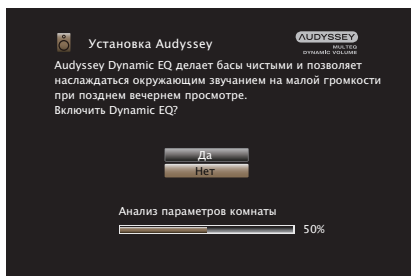 Установка Audyssey
AUDYSSEY
MULTEQ
DYNAMIC VOLUME
Audyssey Dynamic EQ делает басы чистыми и позволяет
наслаждаться окружающим звучанием на малой громкости
при позднем вечернем просмотре.
Включить Dynamic EQ?
Да
Нет
Анализ параметров комнаты
50%